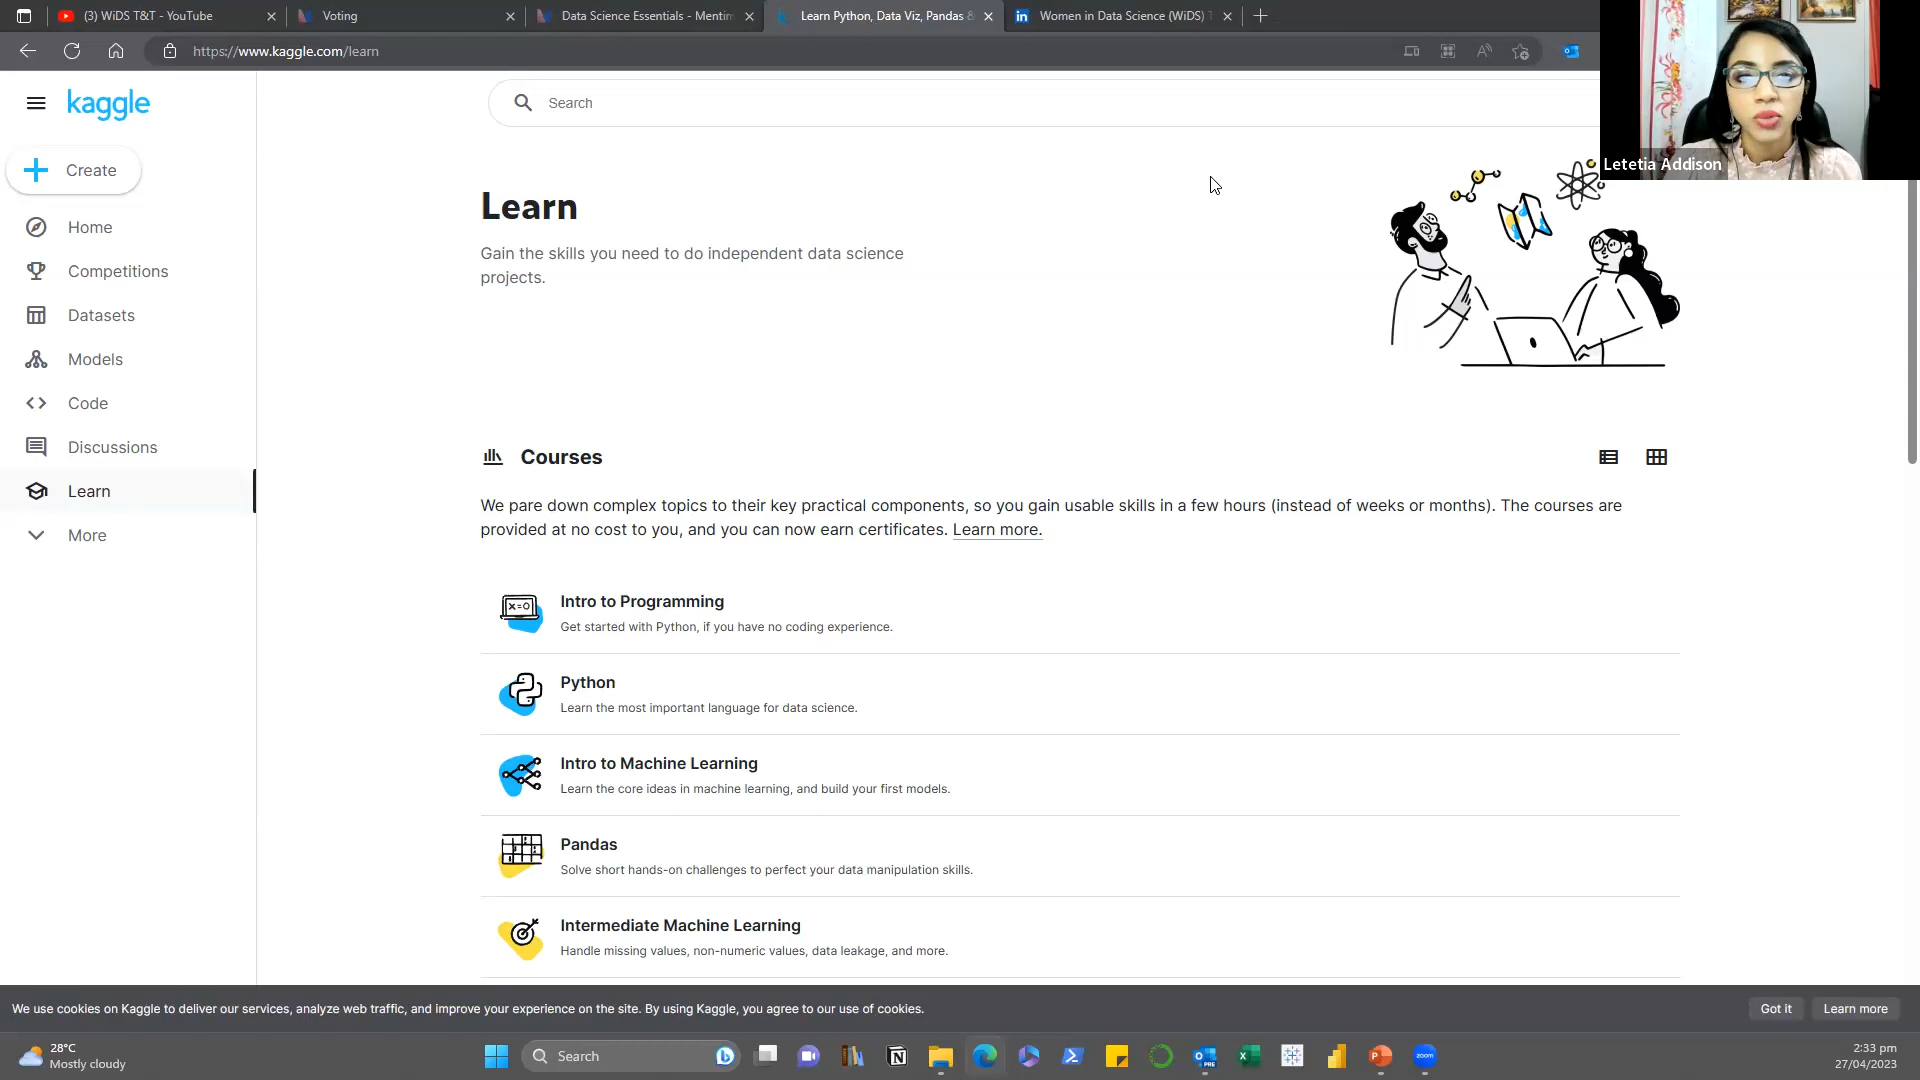 (3) WiDS T&T - YouTube
Voting
Data Science Essentials - Mentim
Learn Python, Data Viz, Pandas &
Women in Data Science (WiDS) T
https://www.kaggle.com/learn
kaggle
Search
Letetia Addison
Create
Home
Competitions
Datasets
Models
Code
Discussions
Learn
More
Learn
Gain the skills you need to do independent data science
projects.
Courses
We pare down complex topics to their key practical components, so you gain usable skills in a few hours (instead of weeks or months). The courses are
provided at no cost to you, and you can now earn certificates. Learn more.
x=0
Intro to Programming
Get started with Python, if you have no coding experience.
Python
Learn the most important language for data science.
Intro to Machine Learning
Learn the core ideas in machine learning, and build your first models.
Pandas
Solve short hands-on challenges to perfect your data manipulation skills.
Intermediate Machine Learning
Handle missing values, non-numeric values, data leakage, and more.
We use cookies on Kaggle to deliver our services, analyze web traffic, and improve your experience on the site. By using Kaggle, you agree to our use of cookies.
Got it
Learn more
28°C
Mostly cloudy
Search
PRE
zoom
2:33 pm
27/04/2023